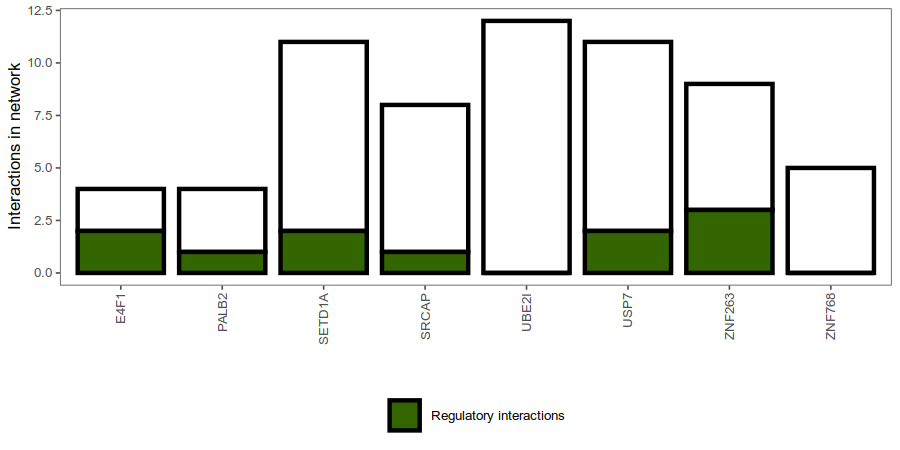 Interactions in network
12.5
10.0
7.5
5.0
2.5
0.0
E4F1
PALB2
SETD1A
SRCAP
UBE2I
USP7
ZNF263
ZNF768
Regulatory interactions